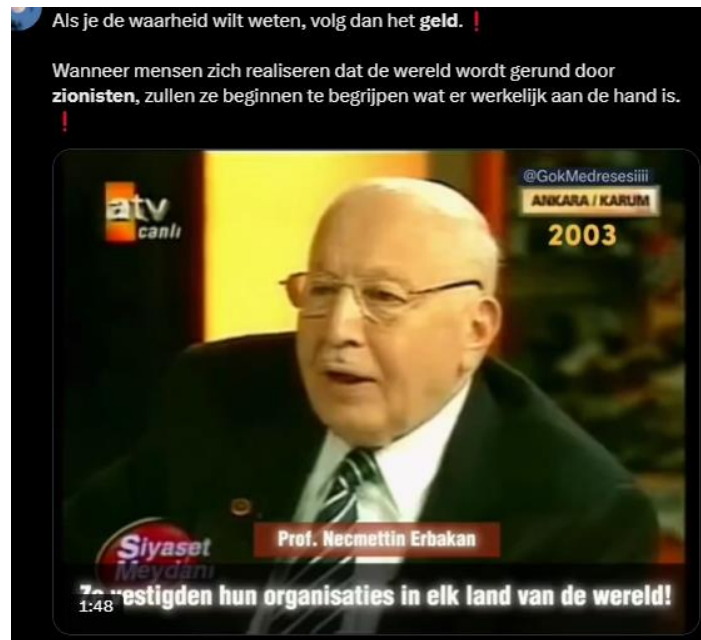 Als je de waarheid wilt weten, volg dan het geld. ❗
Wanneer mensen zich realiseren dat de wereld wordt gerund door
zionisten, zullen ze beginnen te begrijpen wat er werkelijk aan de hand is.
❗
@GokMedresesiiii
atv
canlı
ANKARA / KARUM
2003
Prof. Necmettin Erbakan
Siyaset
Meydanı
vestigden hun organisaties in elk land van de wereld!
1:48